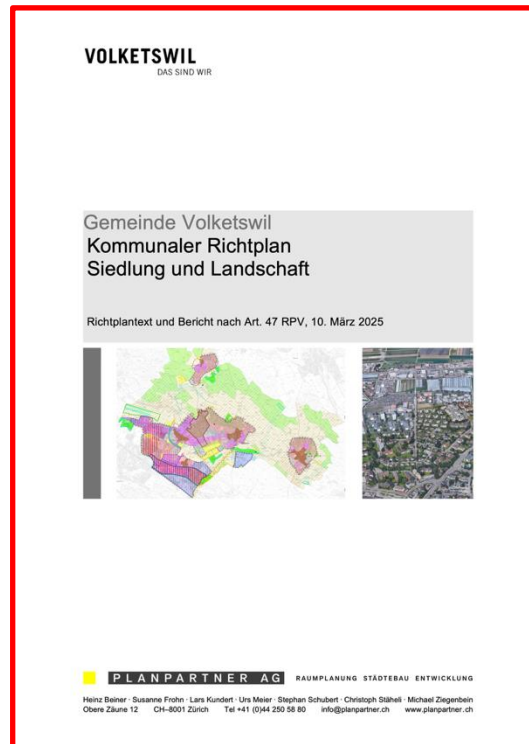 VOLKETSWIL
DAS SIND WIR
Gemeinde Volketswil
Kommunaler Richtplan
Siedlung und Landschaft
Richtplantext und Bericht nach Art. 47 RPV, 10. März 2025
PLANPARTNER AG RAUMPLANUNG STÄDTEBAU ENTWICKLUNG
Heinz Beiner · Susanne Frohn · Lars Kundert · Urs Meier · Stephan Schubert · Christoph Stäheli · Michael Ziegenbein
Obere Zäune 12 CH–8001 Zürich Tel +41 (0)44 250 58 80 info@planpartner.ch www.planpartner.ch